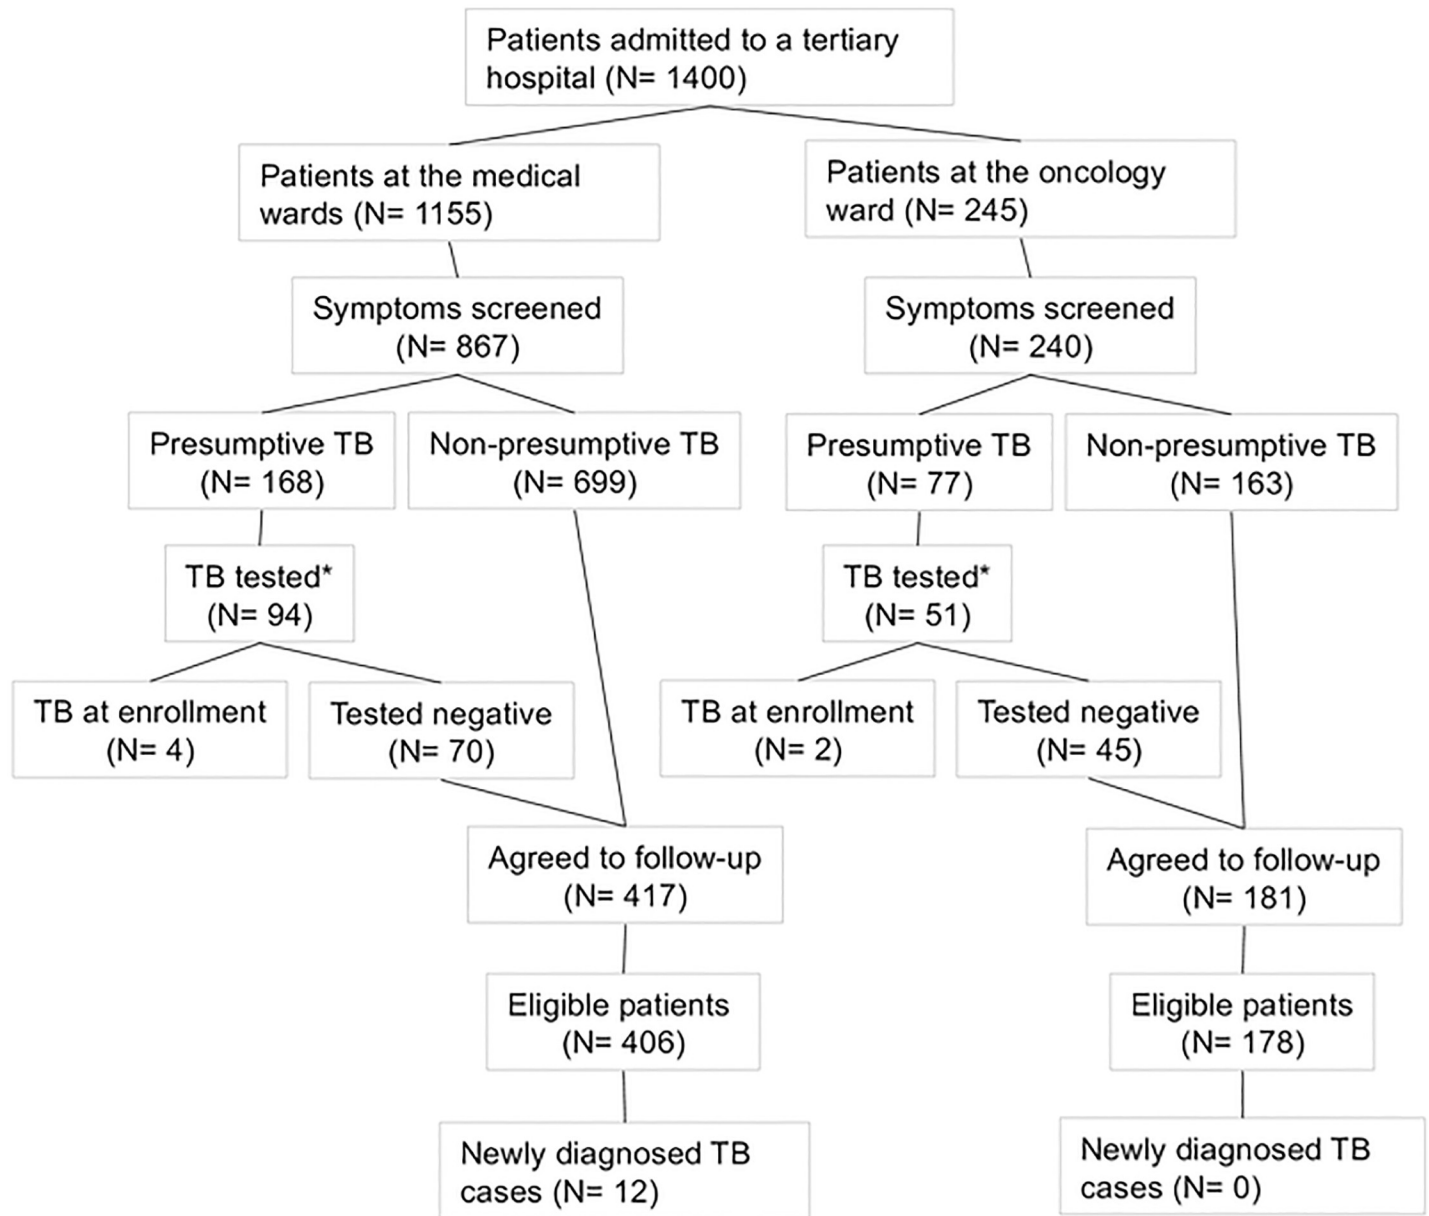 Patients admitted to a tertiary
hospital (N= 1400)
Patients at the medical
wards (N= 1155)
Patients at the oncology
ward (N= 245)
Symptoms screened
(N= 867)
Symptoms screened
(N= 240)
Presumptive TB
(N= 168)
Non-presumptive TB
(N= 699)
Presumptive TB
(N= 77)
Non-presumptive TB
(N= 163)
TB tested*
(N= 94)
TB tested*
(N= 51)
TB at enrollment
(N= 4)
Tested negative
(N= 70)
TB at enrollment
(N= 2)
Tested negative
(N= 45)
Agreed to follow-up
(N= 417)
Agreed to follow-up
(N= 181)
Eligible patients
(N= 406)
Eligible patients
(N= 178)
Newly diagnosed TB
cases (N= 12)
Newly diagnosed TB
cases (N= 0)